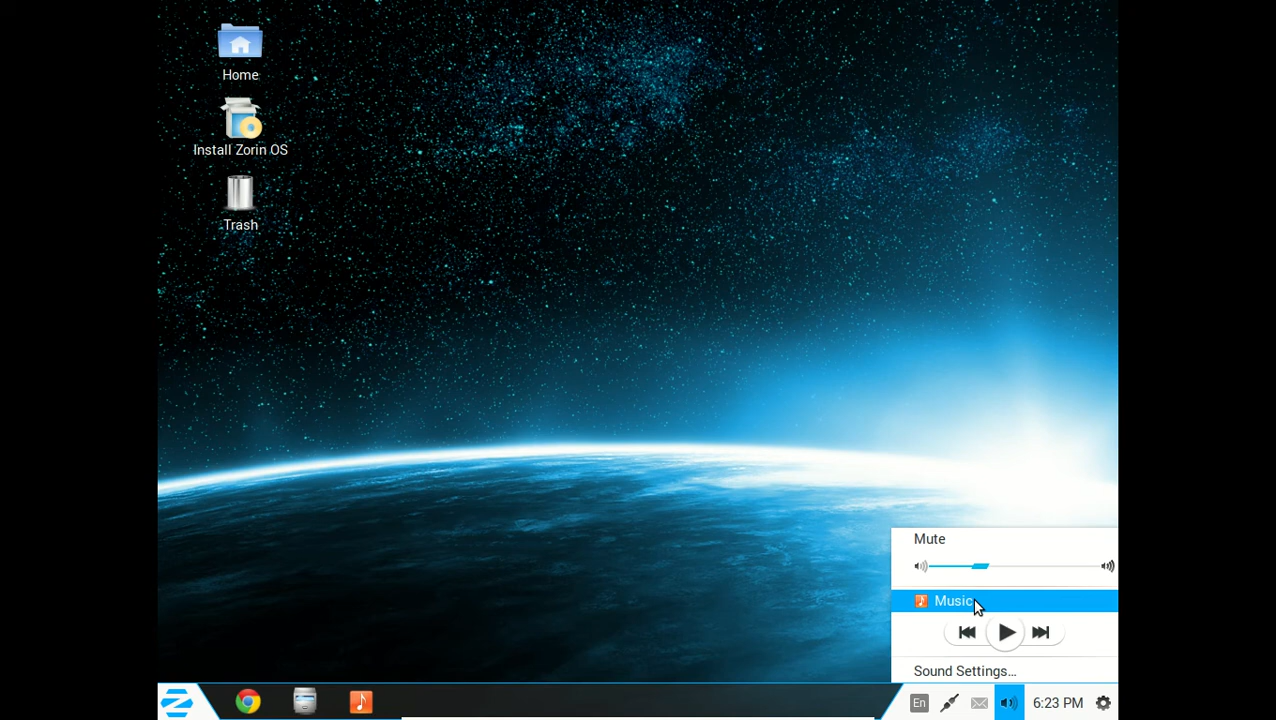 Home
Install Zorin OS
Trash
Mute
Music
Sound Settings...
En
6:23 PM